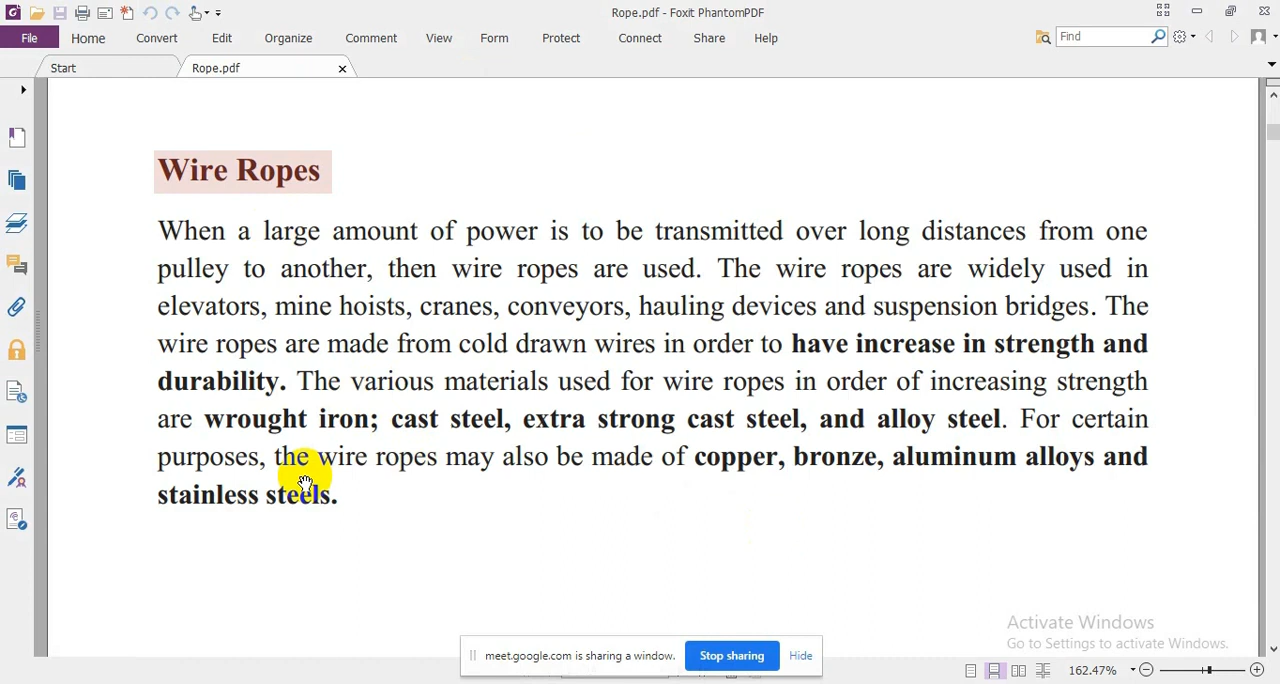 Rope.pdf - Foxit PhantomPDF
File Home Convert Edit Organize Comment View Form Protect Connect Share Help Find
Start Rope.pdf
Wire Ropes
When a large amount of power is to be transmitted over long distances from one
pulley to another, then wire ropes are used. The wire ropes are widely used in
elevators, mine hoists, cranes, conveyors, hauling devices and suspension bridges. The
wire ropes are made from cold drawn wires in order to have increase in strength and
durability. The various materials used for wire ropes in order of increasing strength
are wrought iron; cast steel, extra strong cast steel, and alloy steel. For certain
purposes, the wire ropes may also be made of copper, bronze, aluminum alloys and
stainless steels.
Activate Windows
Go to Settings to activate Windows.
meet.google.com is sharing a window. Stop sharing Hide
162.47%